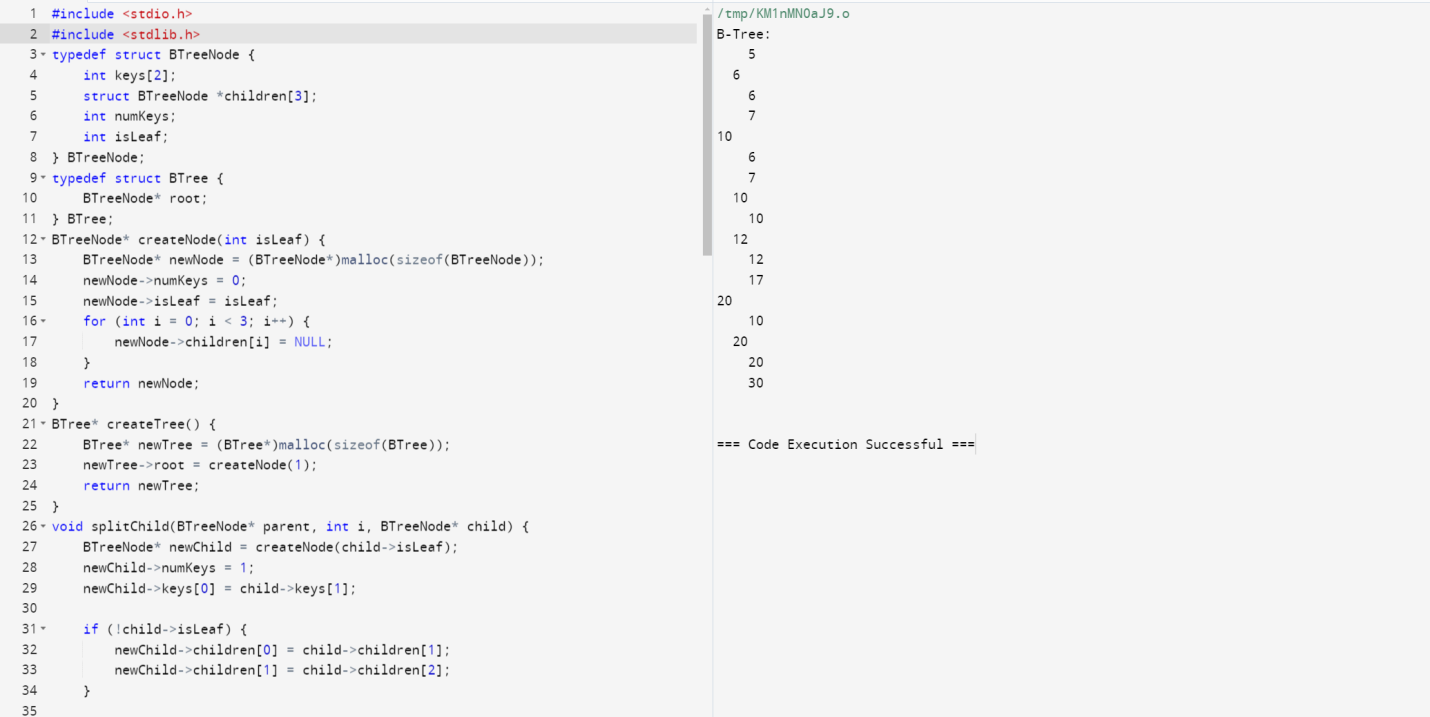 1 #include <stdio.h>
2 #include <stdlib.h>
3 typedef struct BTreeNode {
4     int keys[2];
5     struct BTreeNode *children[3];
6     int numKeys;
7     int isLeaf;
8 } BTreeNode;
9 typedef struct BTree {
10     BTreeNode* root;
11 } BTree;
12 BTreeNode* createNode(int isLeaf) {
13     BTreeNode* newNode = (BTreeNode*)malloc(sizeof(BTreeNode));
14     newNode->numKeys = 0;
15     newNode->isLeaf = isLeaf;
16     for (int i = 0; i < 3; i++) {
17         newNode->children[i] = NULL;
18     }
19     return newNode;
20 }
21 BTree* createTree() {
22     BTree* newTree = (BTree*)malloc(sizeof(BTree));
23     newTree->root = createNode(1);
24     return newTree;
25 }
26 void splitChild(BTreeNode* parent, int i, BTreeNode* child) {
27     BTreeNode* newChild = createNode(child->isLeaf);
28     newChild->numKeys = 1;
29     newChild->keys[0] = child->keys[1];
30
31     if (!child->isLeaf) {
32         newChild->children[0] = child->children[1];
33         newChild->children[1] = child->children[2];
34     }
35
/tmp/KM1nMNOaJ9.o
B-Tree:
    5
  6
    6
    7
10
    6
    7
  10
    10
  12
    12
    17
20
    10
  20
    20
    30
=== Code Execution Successful ===